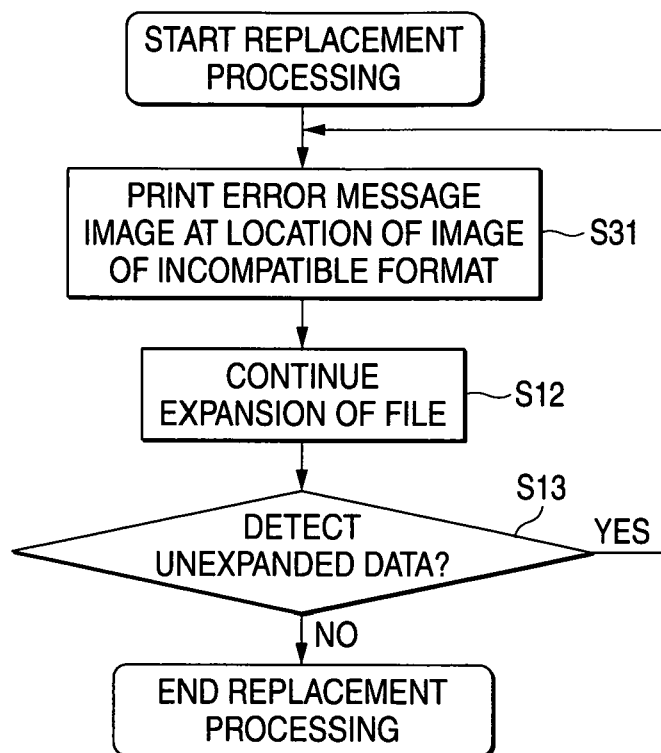 START REPLACEMENT
PROCESSING
PRINT ERROR MESSAGE
IMAGE AT LOCATION OF IMAGE
OF INCOMPATIBLE FORMAT
S31
CONTINUE
EXPANSION OF FILE
S12
S13
DETECT
UNEXPANDED DATA?
YES
NO
END REPLACEMENT
PROCESSING